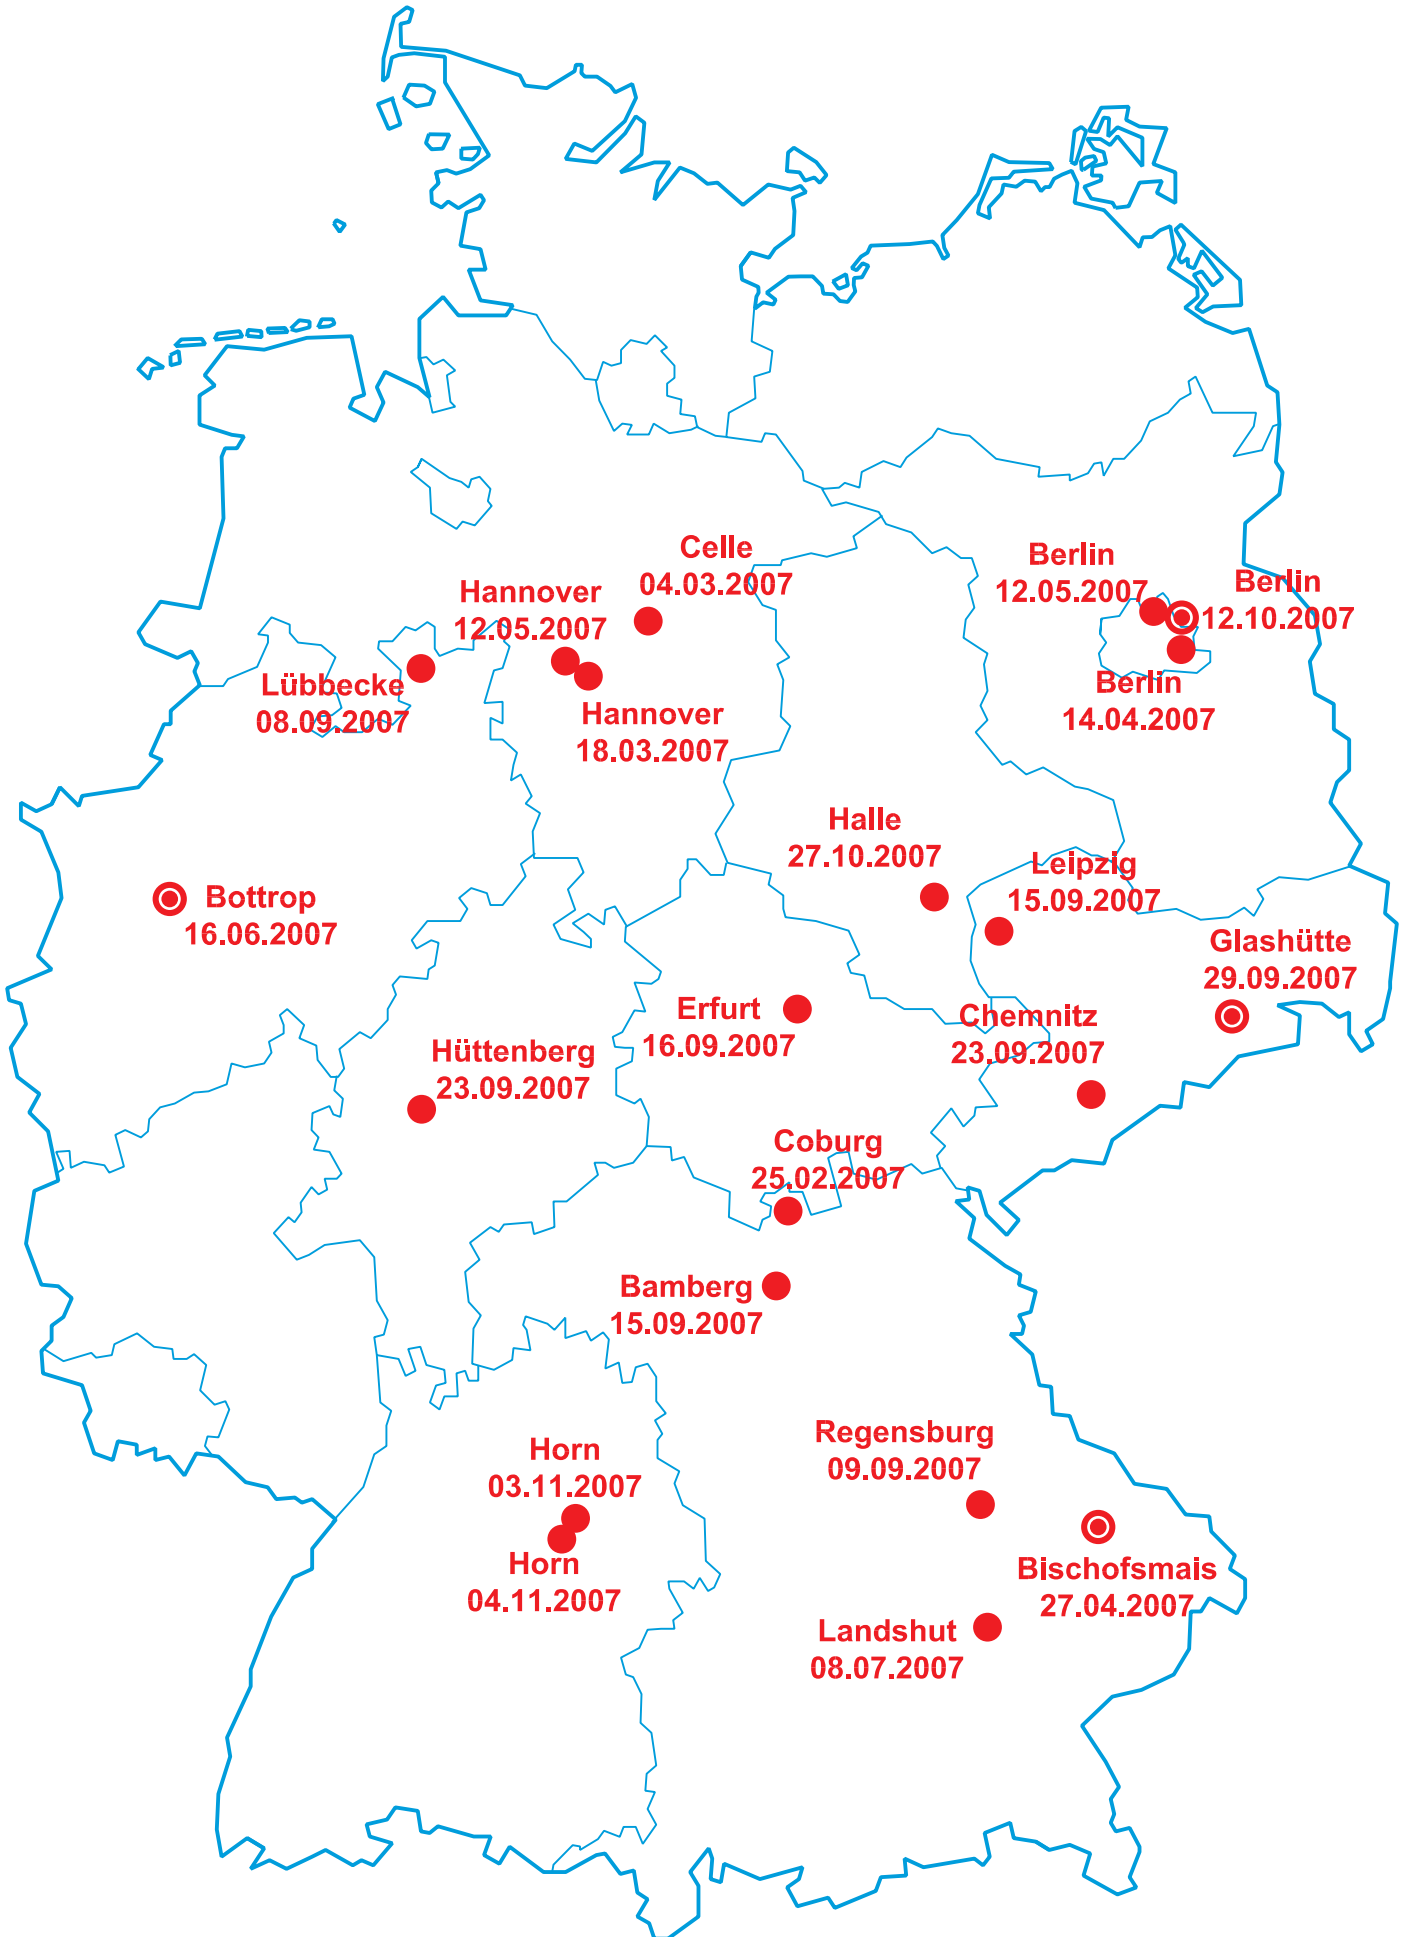 Celle
04.03.2007
Berlin
12.05.2007
Berlin
12.10.2007
Hannover
12.05.2007
Lübbecke
08.09.2007
Berlin
14.04.2007
Hannover
18.03.2007
Halle
27.10.2007
Leipzig
15.09.2007
Bottrop
16.06.2007
Glashütte
29.09.2007
Erfurt
16.09.2007
Chemnitz
23.09.2007
Hüttenberg
23.09.2007
Coburg
25.02.2007
Bamberg
15.09.2007
Regensburg
09.09.2007
Horn
03.11.2007
Horn
04.11.2007
Bischofsmais
27.04.2007
Landshut
08.07.2007